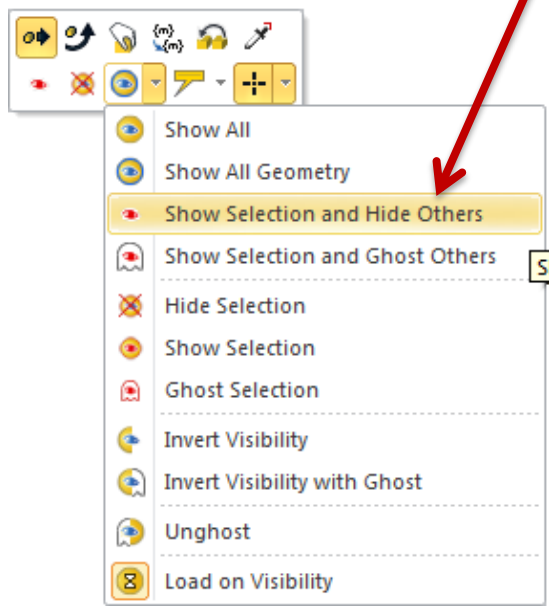 {m}
{m}
Show All
Show All Geometry
Show Selection and Hide Others
Show Selection and Ghost Others
S
Hide Selection
Show Selection
Ghost Selection
Invert Visibility
Invert Visibility with Ghost
Unghost
Load on Visibility